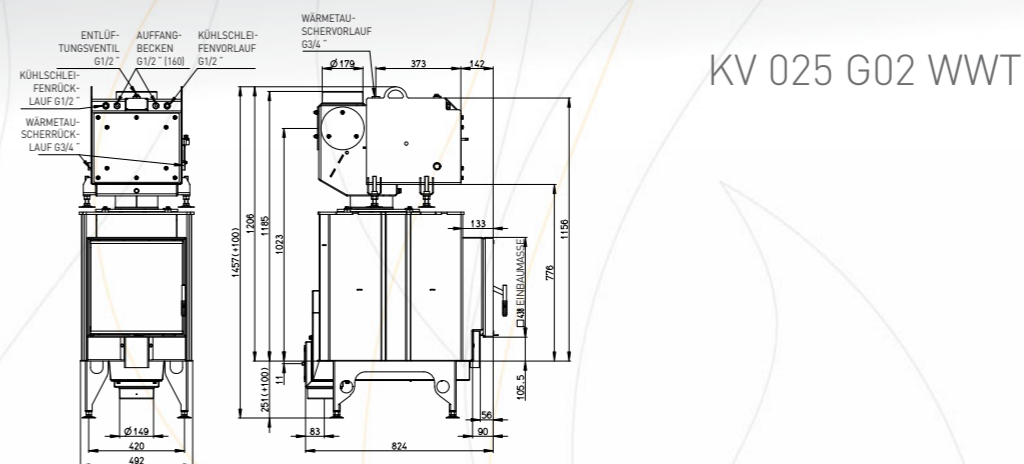 WÄRMETAU-
SCHERVORLAUF
G3/4 ˝
ENTLÜF-
TUNGSVENTIL
G1/2 ˝
AUFFANG-
BECKEN
G1/2 ˝ (160)
KÜHLSCHLEI-
FENVORLAUF
G1/2 ˝
KÜHLSCHLEI-
FENRÜCK-
LAUF G1/2 ˝
WÄRMETAU-
SCHERRÜCK-
LAUF G3/4 ˝
KV 025 G02 WWT
Ø179
373
142
1457(+100)
1206
1185
1023
251(+100)
11
133
1156
776
□438 EINBAUMASSE
105.5
56
90
83
824
Ø149
420
492